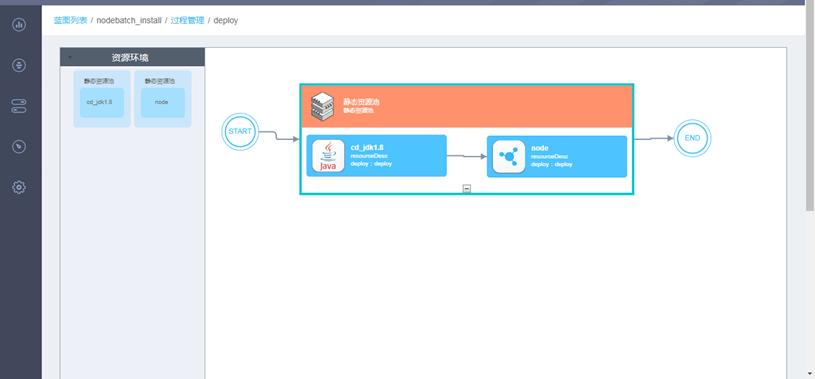 蓝图列表 / nodebatch_install / 过程管理 / deploy
资源环境
静态资源池 静态资源池
cd_jdk1.8 node
静态资源池
静态资源池
START
cd_jdk1.8
resourceDesc
deploy : deploy
Java
node
resourceDesc
deploy : deploy
END